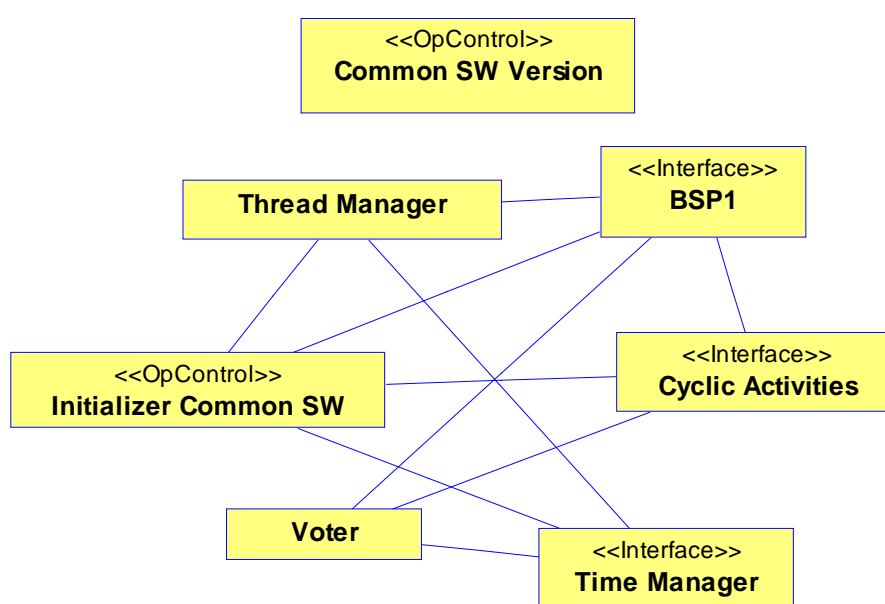 <<OpControl>>
Common SW Version
<<Interface>>
BSP1
Thread Manager
<<Interface>>
Cyclic Activities
<<OpControl>>
Initializer Common SW
Voter
<<Interface>>
Time Manager